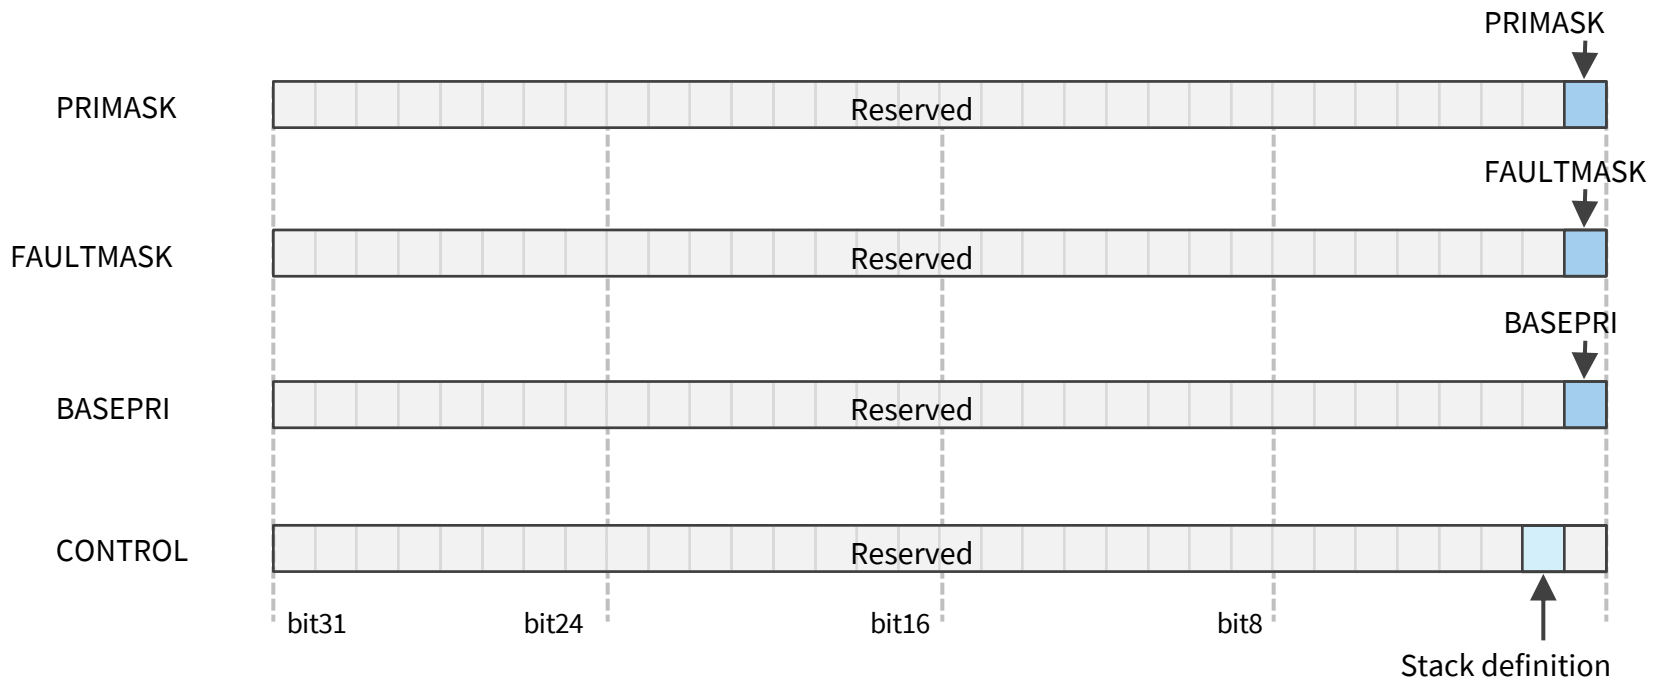 PRIMASK
PRIMASK
Reserved
FAULTMASK
FAULTMASK
Reserved
BASEPRI
BASEPRI
Reserved
CONTROL
Reserved
bit31
bit24
bit16
bit8
Stack definition